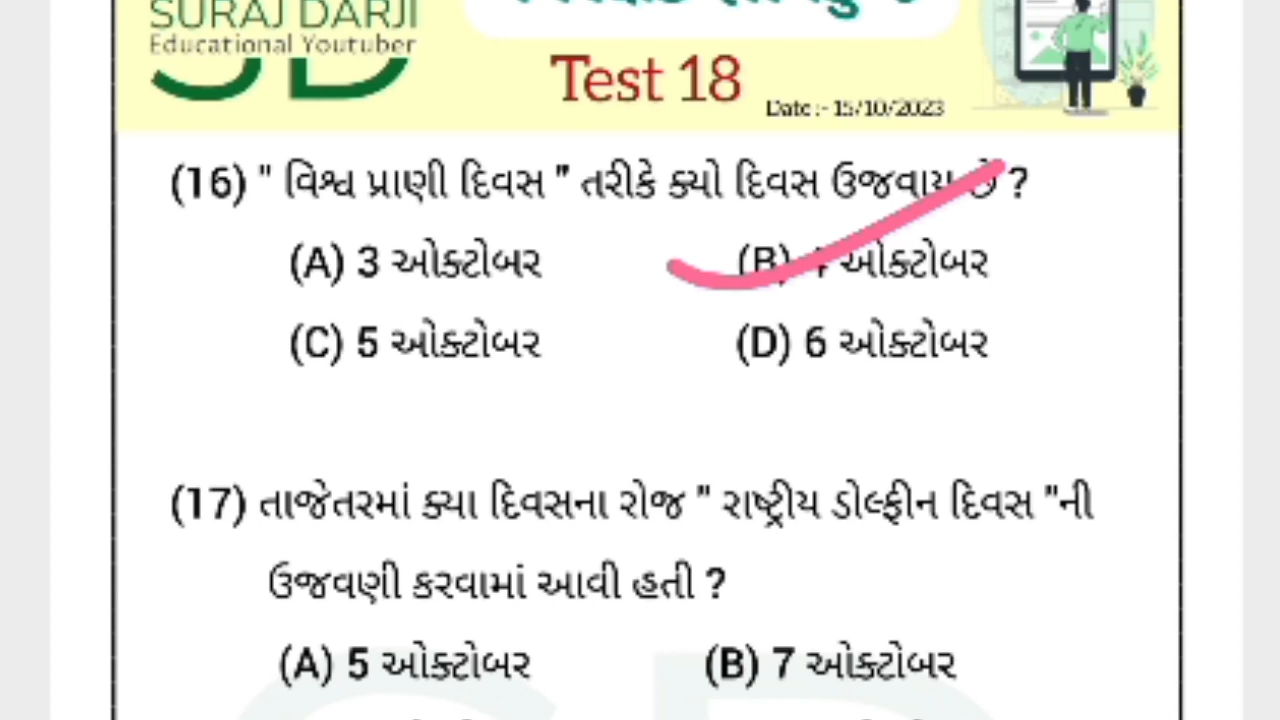 SURAJ DARJI
Educational Youtuber
Test 18
Date :- 15/10/2023
(16) " વિશ્વ પ્રાણી દિવસ " તરીકે ક્યો દિવસ ઉજવાય છે ?
(A) 3 ઓક્ટોબર (B) 4 ઓક્ટોબર
(C) 5 ઓક્ટોબર (D) 6 ઓક્ટોબર
(17) તાજેતરમાં ક્યા દિવસના રોજ " રાષ્ટ્રીય ડોલ્ફીન દિવસ "ની
ઉજવણી કરવામાં આવી હતી ?
(A) 5 ઓક્ટોબર (B) 7 ઓક્ટોબર